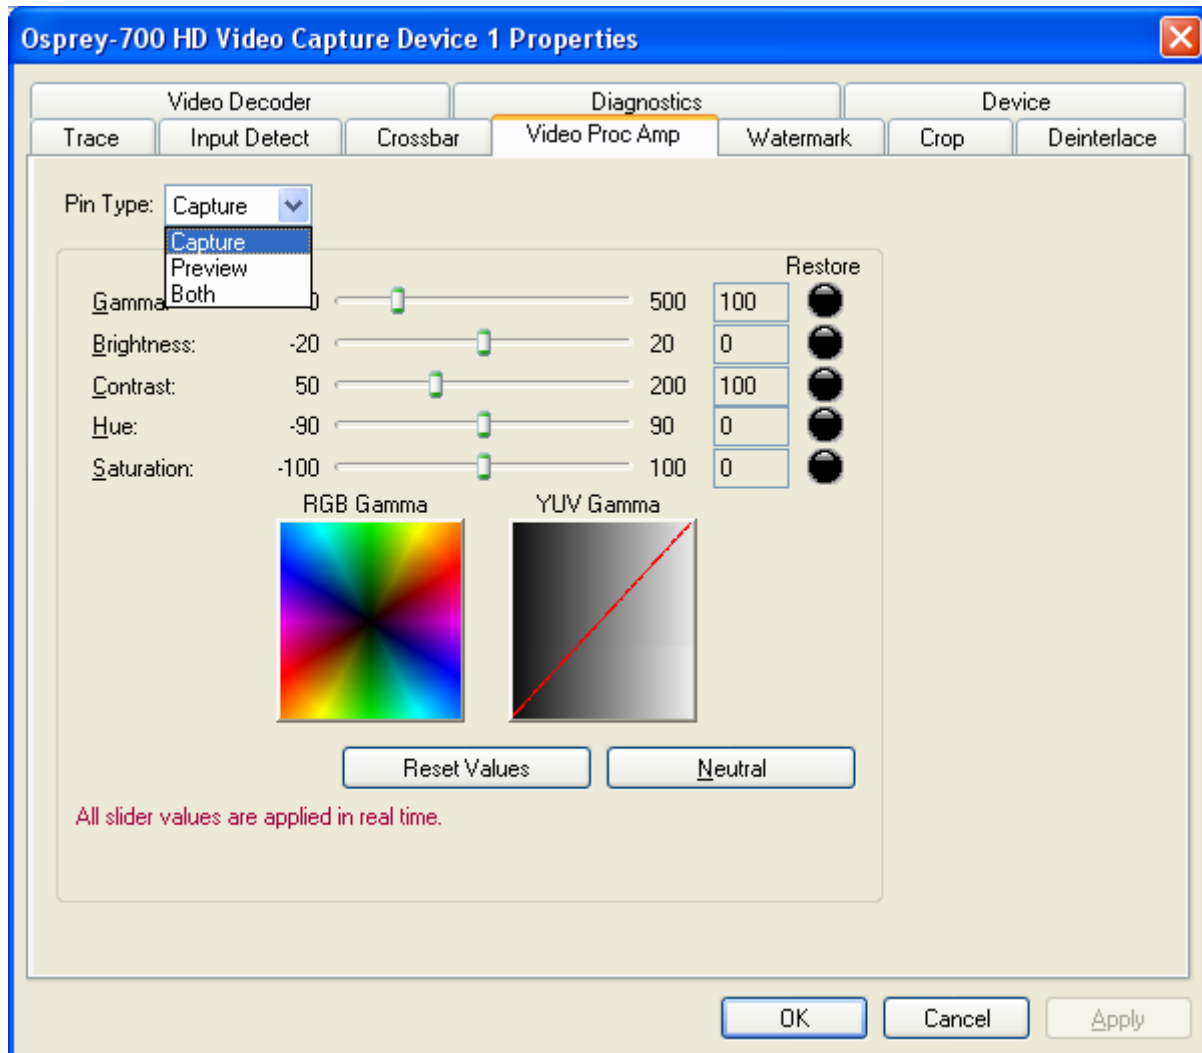 Osprey-700 HD Video Capture Device 1 Properties
Video Decoder Diagnostics Device
Trace Input Detect Crossbar Video Proc Amp Watermark Crop Deinterlace
Pin Type: Capture
Capture
Preview
Both
Restore
Gamma 0 500 100
Brightness: -20 20 0
Contrast: 50 200 100
Hue: -90 90 0
Saturation: -100 100 0
RGB Gamma YUV Gamma
Reset Values Neutral
All slider values are applied in real time.
OK Cancel Apply